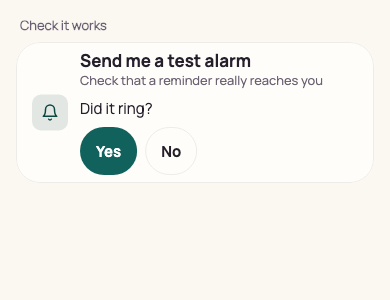 Check it works
Send me a test alarm
Check that a reminder really reaches you
Did it ring?
Yes
No